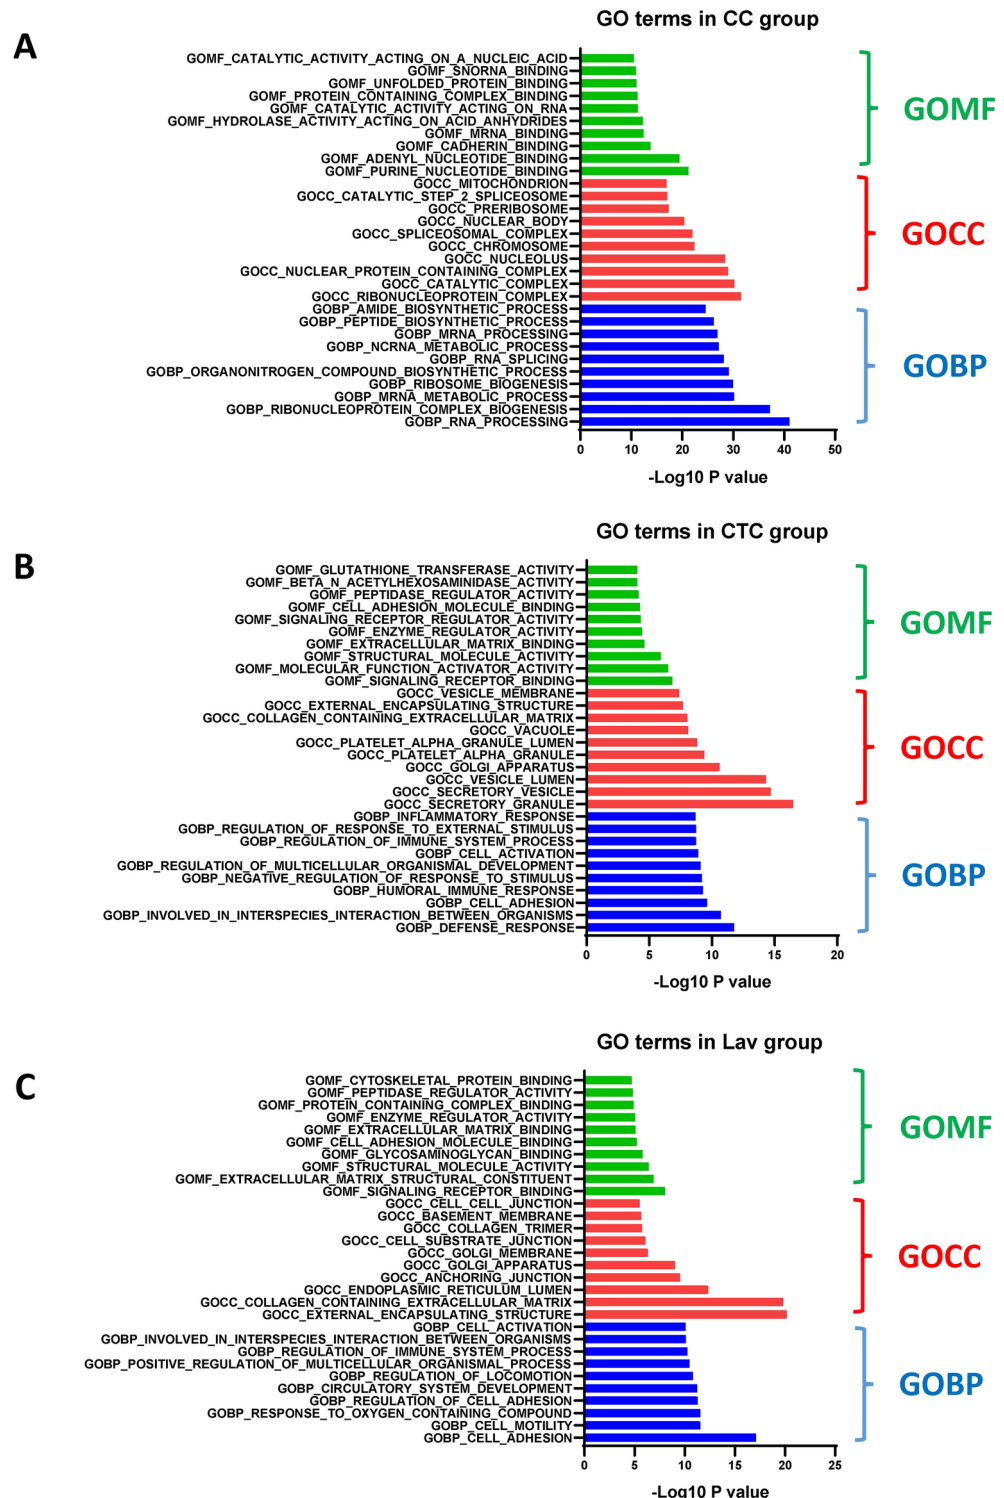 A
GO terms in CC group
GOMF_CATALYTIC_ACTIVITY_ACTING_ON_A_NUCLEIC_ACID
GOMF_SNORNA_BINDING
GOMF_UNFOLDED_PROTEIN_BINDING
GOMF_PROTEIN_CONTAINING_COMPLEX_BINDING
GOMF_CATALYTIC_ACTIVITY_ACTING_ON_RNA
GOMF_HYDROLASE_ACTIVITY_ACTING_ON_ACID_ANHYDRIDES
GOMF_MRNA_BINDING
GOMF_CADHERIN_BINDING
GOMF_ADENYL_NUCLEOTIDE_BINDING
GOMF_PURINE_NUCLEOTIDE_BINDING
GOCC_MITOCHONDRION
GOCC_CATALYTIC_STEP_2_SPLICEOSOME
GOCC_PRERIBOSOME
GOCC_NUCLEAR_BODY
GOCC_SPLICEOSOMAL_COMPLEX
GOCC_CHROMOSOME
GOCC_NUCLEOLUS
GOCC_NUCLEAR_PROTEIN_CONTAINING_COMPLEX
GOCC_CATALYTIC_COMPLEX
GOCC_RIBONUCLEOPROTEIN_COMPLEX
GOBP_AMIDE_BIOSYNTHETIC_PROCESS
GOBP_PEPTIDE_BIOSYNTHETIC_PROCESS
GOBP_MRNA_PROCESSING
GOBP_NCRNA_METABOLIC_PROCESS
GOBP_RNA_SPLICING
GOBP_ORGANONITROGEN_COMPOUND_BIOSYNTHETIC_PROCESS
GOBP_RIBOSOME_BIOGENESIS
GOBP_MRNA_METABOLIC_PROCESS
GOBP_RIBONUCLEOPROTEIN_COMPLEX_BIOGENESIS
GOBP_RNA_PROCESSING
GOMF
GOCC
GOBP
0 10 20 30 40 50
-Log10 P value
B
GO terms in CTC group
GOMF_GLUTATHIONE_TRANSFERASE_ACTIVITY
GOMF_BETA_N_ACETYLHEXOSAMINIDASE_ACTIVITY
GOMF_PEPTIDASE_REGULATOR_ACTIVITY
GOMF_CELL_ADHESION_MOLECULE_BINDING
GOMF_SIGNALING_RECEPTOR_REGULATOR_ACTIVITY
GOMF_ENZYME_REGULATOR_ACTIVITY
GOMF_EXTRACELLULAR_MATRIX_BINDING
GOMF_STRUCTURAL_MOLECULE_ACTIVITY
GOMF_MOLECULAR_FUNCTION_ACTIVATOR_ACTIVITY
GOMF_SIGNALING_RECEPTOR_BINDING
GOCC_VESICLE_MEMBRANE
GOCC_EXTERNAL_ENCAPSULATING_STRUCTURE
GOCC_COLLAGEN_CONTAINING_EXTRACELLULAR_MATRIX
GOCC_VACUOLE
GOCC_PLATELET_ALPHA_GRANULE_LUMEN
GOCC_PLATELET_ALPHA_GRANULE
GOCC_GOLGI_APPARATUS
GOCC_VESICLE_LUMEN
GOCC_SECRETORY_VESICLE
GOCC_SECRETORY_GRANULE
GOBP_INFLAMMATORY_RESPONSE
GOBP_REGULATION_OF_RESPONSE_TO_EXTERNAL_STIMULUS
GOBP_REGULATION_OF_IMMUNE_SYSTEM_PROCESS
GOBP_CELL_ACTIVATION
GOBP_REGULATION_OF_MULTICELLULAR_ORGANISMAL_DEVELOPMENT
GOBP_NEGATIVE_REGULATION_OF_RESPONSE_TO_STIMULUS
GOBP_HUMORAL_IMMUNE_RESPONSE
GOBP_CELL_ADHESION
GOBP_INVOLVED_IN_INTERSPECIES_INTERACTION_BETWEEN_ORGANISMS
GOBP_DEFENSE_RESPONSE
GOMF
GOCC
GOBP
0 5 10 15 20
-Log10 P value
C
GO terms in Lav group
GOMF_CYTOSKELETAL_PROTEIN_BINDING
GOMF_PEPTIDASE_REGULATOR_ACTIVITY
GOMF_PROTEIN_CONTAINING_COMPLEX_BINDING
GOMF_ENZYME_REGULATOR_ACTIVITY
GOMF_EXTRACELLULAR_MATRIX_BINDING
GOMF_CELL_ADHESION_MOLECULE_BINDING
GOMF_GLYCOSAMINOGLYCAN_BINDING
GOMF_STRUCTURAL_MOLECULE_ACTIVITY
GOMF_EXTRACELLULAR_MATRIX_STRUCTURAL_CONSTITUENT
GOMF_SIGNALING_RECEPTOR_BINDING
GOCC_CELL_CELL_JUNCTION
GOCC_BASEMENT_MEMBRANE
GOCC_COLLAGEN_TRIMER
GOCC_CELL_SUBSTRATE_JUNCTION
GOCC_GOLGI_MEMBRANE
GOCC_GOLGI_APPARATUS
GOCC_ANCHORING_JUNCTION
GOCC_ENDOPLASMIC_RETICULUM_LUMEN
GOCC_COLLAGEN_CONTAINING_EXTRACELLULAR_MATRIX
GOCC_EXTERNAL_ENCAPSULATING_STRUCTURE
GOBP_CELL_ACTIVATION
GOBP_INVOLVED_IN_INTERSPECIES_INTERACTION_BETWEEN_ORGANISMS
GOBP_REGULATION_OF_IMMUNE_SYSTEM_PROCESS
GOBP_POSITIVE_REGULATION_OF_MULTICELLULAR_ORGANISMAL_PROCESS
GOBP_REGULATION_OF_LOCOMOTION
GOBP_CIRCULATORY_SYSTEM_DEVELOPMENT
GOBP_REGULATION_OF_CELL_ADHESION
GOBP_RESPONSE_TO_OXYGEN_CONTAINING_COMPOUND
GOBP_CELL_MOTILITY
GOBP_CELL_ADHESION
GOMF
GOCC
GOBP
0 5 10 15 20 25
-Log10 P value